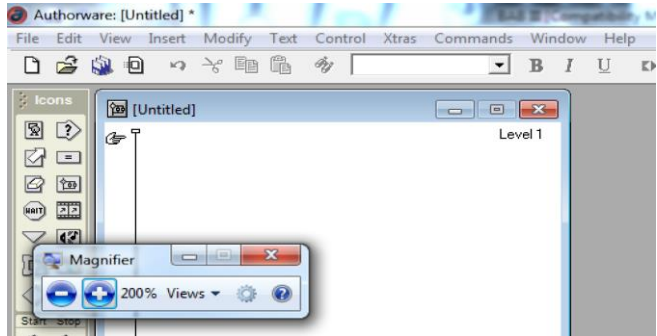 Authorware: [Untitled] *
File Edit View Insert Modify Text Control Xtras Commands Window Help
B I U
Icons
[Untitled]
Level 1
?
=
WAIT
Magnifier
200% Views
?
Start Stop